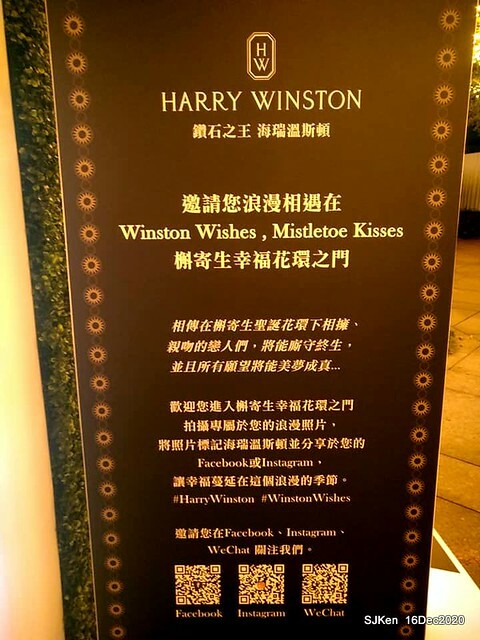 HW
HARRY WINSTON
鑽石之王 海瑞溫斯頓
邀請您浪漫相遇在
Winston Wishes , Mistletoe Kisses
槲寄生幸福花環之門
相傳在槲寄生聖誕花環下相擁、
親吻的戀人們，將能廝守終生，
並且所有願望將能美夢成真...
歡迎您進入槲寄生幸福花環之門
拍攝專屬於您的浪漫照片，
將照片標記海瑞溫斯頓並分享於您的
Facebook或Instagram，
讓幸福蔓延在這個浪漫的季節。
#HarryWinston #WinstonWishes
邀請您在Facebook、Instagram、
WeChat 關注我們。
Facebook Instagram WeChat
SJKen 16Dec2020